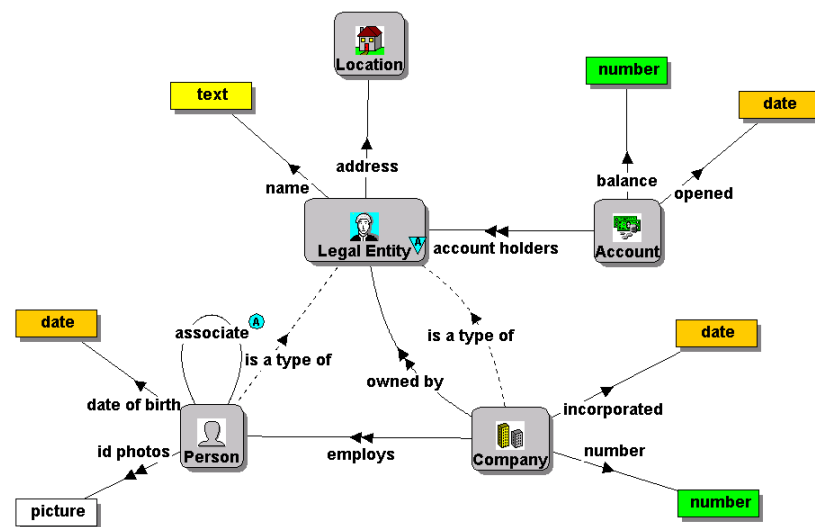 Location
number
text
date
address
name
balance
opened
A
Legal Entity
account holders
Account
date
associate
A
is a type of
is a type of
date
owned by
date of birth
incorporated
id photos
Person
employs
Company
number
picture
number